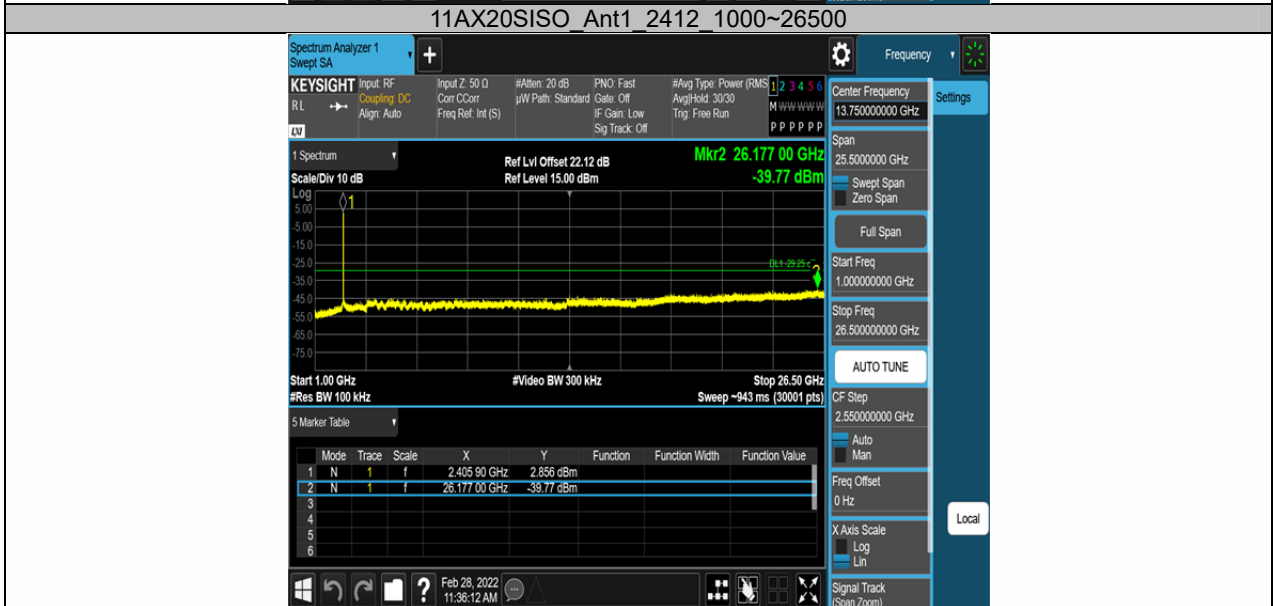 11AX20SISO_Ant1_2412_1000~26500
Spectrum Analyzer 1
Swept SA
+
Frequency
KEYSIGHT
RL
LXI
Input: RF
Coupling: DC
Align: Auto
Input Z: 50 Ω
Corr CCorr
Freq Ref: Int (S)
#Atten: 20 dB
µW Path: Standard
PNO: Fast
Gate: Off
IF Gain: Low
Sig Track: Off
#Avg Type: Power (RMS
Avg|Hold: 30/30
Trig: Free Run
1 2 3 4 5 6
M W W W W W
P P P P P P
1 Spectrum
Scale/Div 10 dB
Log
Ref Lvl Offset 22.12 dB
Ref Level 15.00 dBm
Mkr2 26.177 00 GHz
-39.77 dBm
1
5.00
-5.00
-15.0
-25.0
DL1 -29.25
2
-35.0
-45.0
-55.0
-65.0
-75.0
Start 1.00 GHz
#Video BW 300 kHz
Stop 26.50 GHz
#Res BW 100 kHz
Sweep ~943 ms (30001 pts)
5 Marker Table
Mode Trace Scale X Y Function Function Width Function Value
1 N 1 f 2.405 90 GHz 2.856 dBm
2 N 1 f 26.177 00 GHz -39.77 dBm
3
4
5
6
Center Frequency
13.750000000 GHz
Settings
Span
25.5000000 GHz
Swept Span
Zero Span
Full Span
Start Freq
1.000000000 GHz
Stop Freq
26.500000000 GHz
AUTO TUNE
CF Step
2.550000000 GHz
Auto
Man
Freq Offset
0 Hz
X Axis Scale
Log
Lin
Local
Signal Track
(Span Zoom)
?
Feb 28, 2022
11:36:12 AM